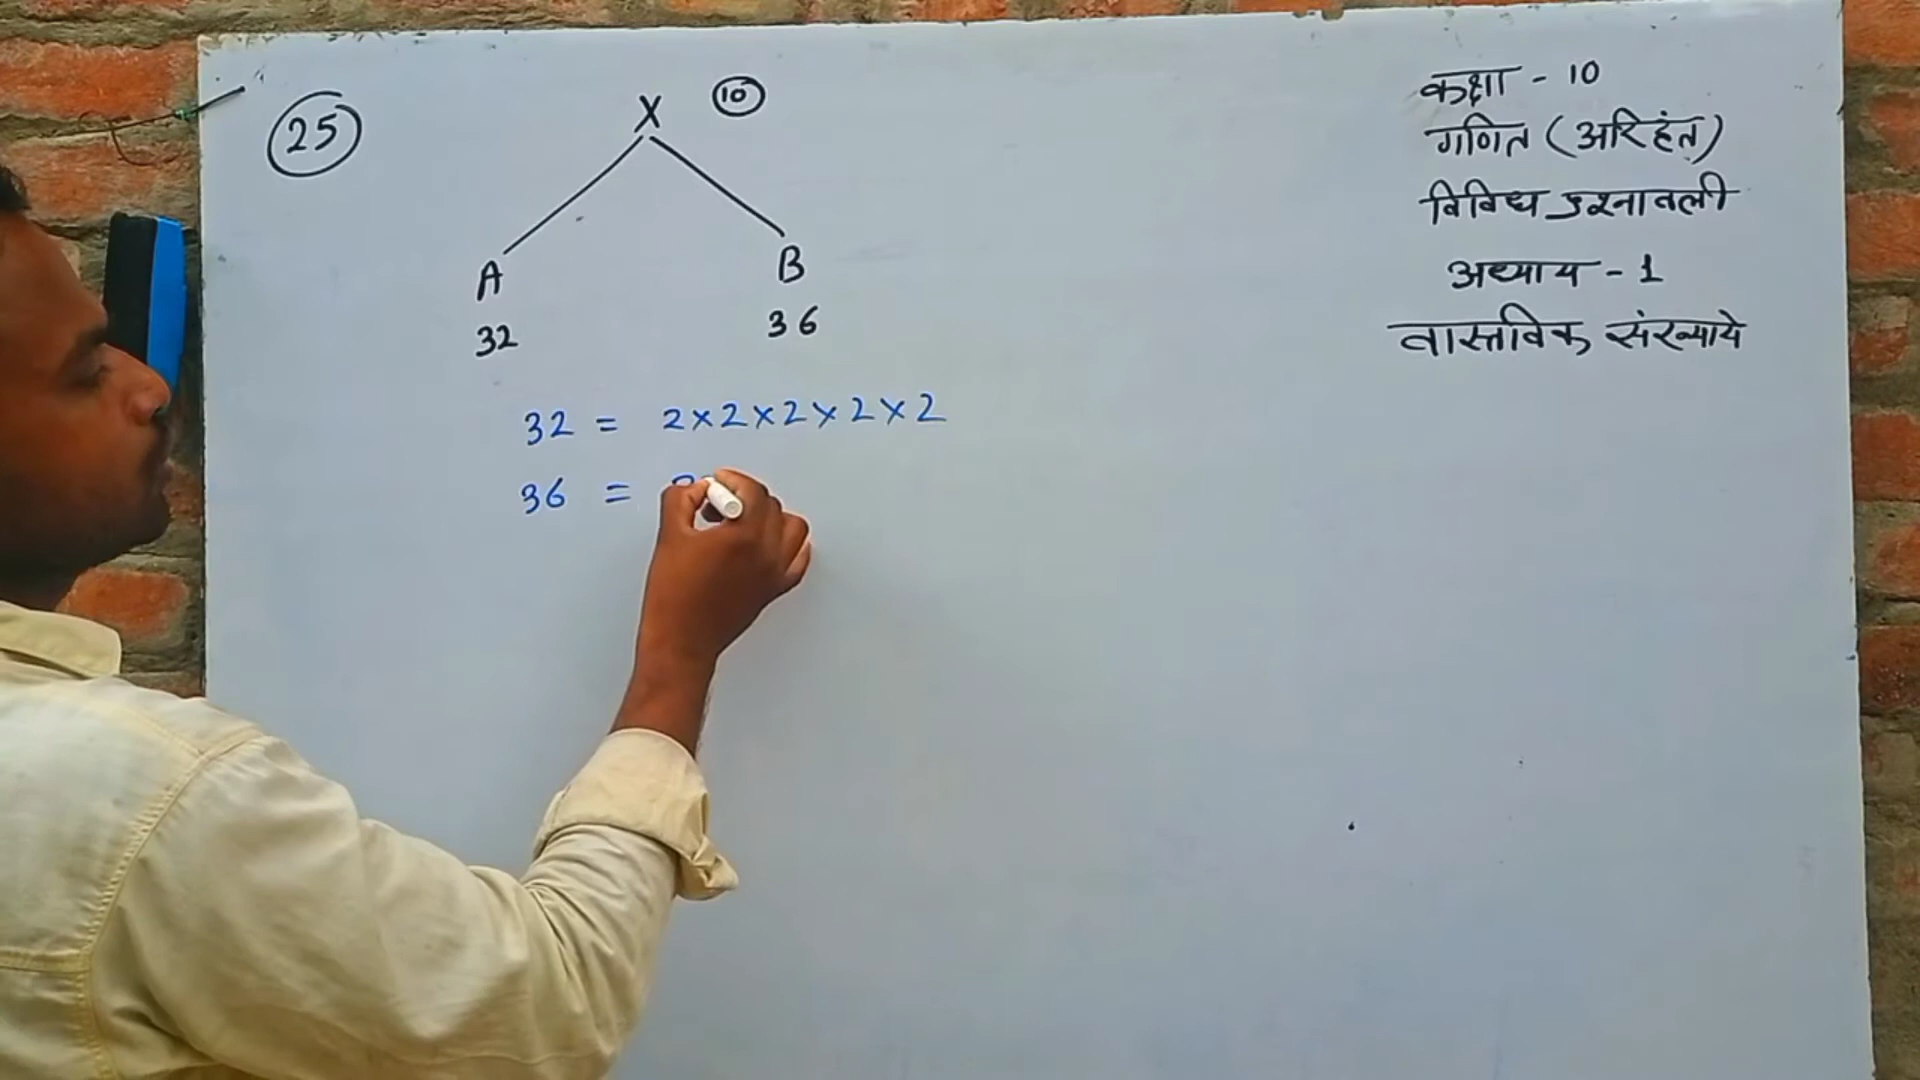 25
X 10
A B
32 36
32 = 2×2×2×2×2
36 = 2
कक्षा - 10
गणित (अरिहंत)
विविध प्रश्नावली
अध्याय - 1
वास्तविक संख्याये